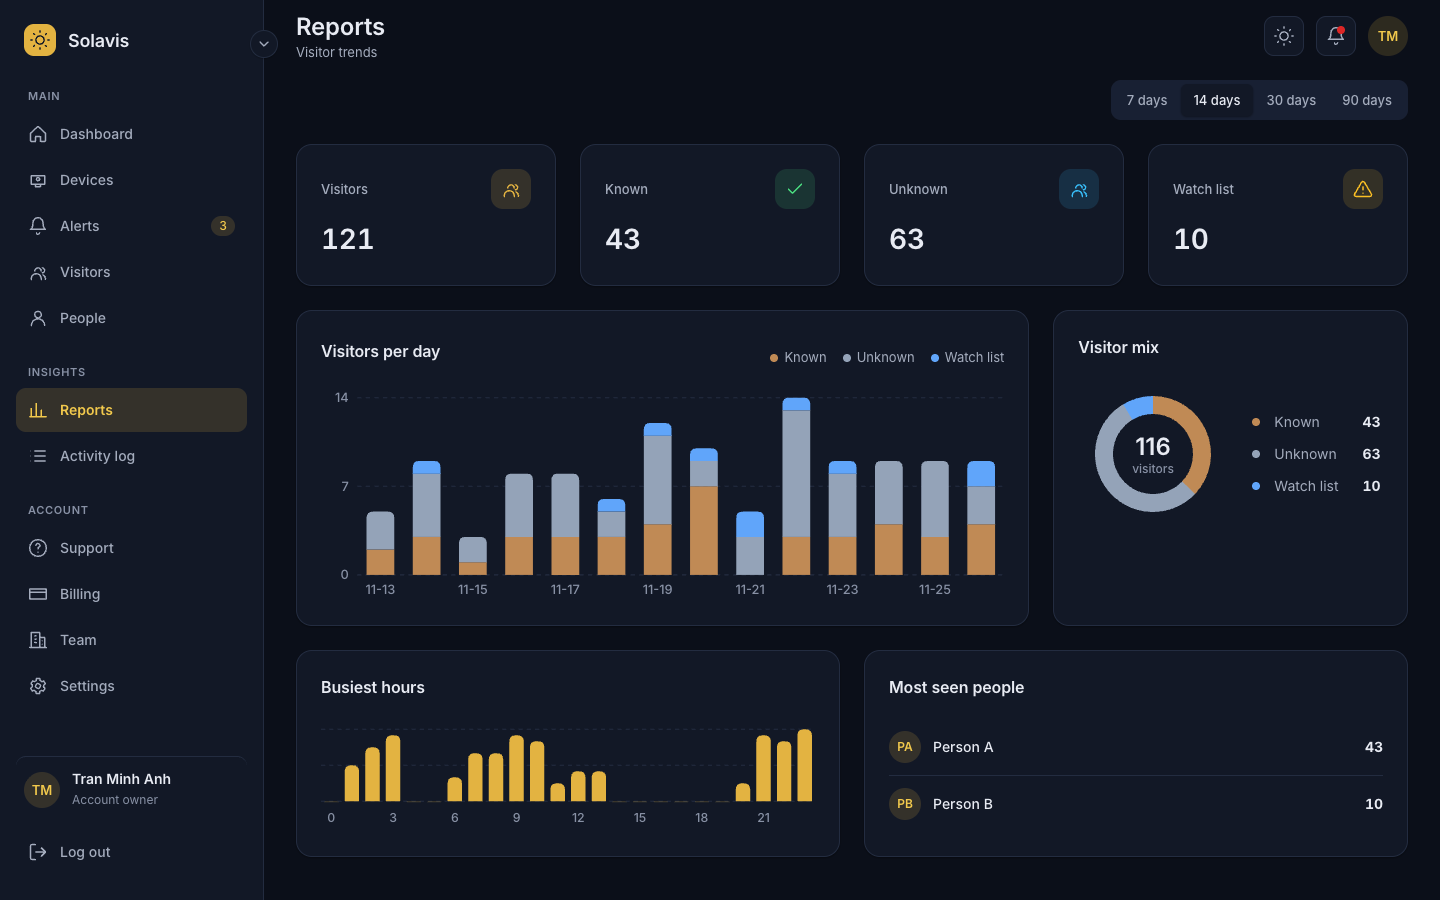 Solavis
MAIN
Dashboard
Devices
Alerts
3
Visitors
People
INSIGHTS
Reports
Activity log
ACCOUNT
Support
Billing
Team
Settings
TM
Tran Minh Anh
Account owner
Log out
Reports
Visitor trends
TM
7 days
14 days
30 days
90 days
Visitors
121
Known
43
Unknown
63
Watch list
10
Visitors per day
Known
Unknown
Watch list
14
7
0
11-13
11-15
11-17
11-19
11-21
11-23
11-25
Visitor mix
116
visitors
Known 43
Unknown 63
Watch list 10
Busiest hours
0
3
6
9
12
15
18
21
Most seen people
PA Person A 43
PB Person B 10